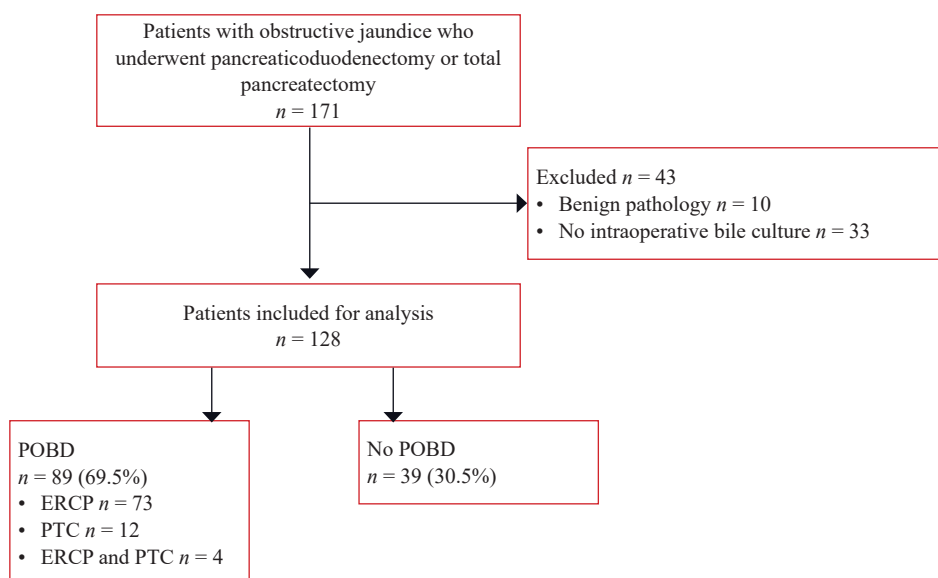 Patients with obstructive jaundice who
underwent pancreaticoduodenectomy or total
pancreatectomy
n = 171
Excluded n = 43
• Benign pathology n = 10
• No intraoperative bile culture n = 33
Patients included for analysis
n = 128
POBD
n = 89 (69.5%)
• ERCP n = 73
• PTC n = 12
• ERCP and PTC n = 4
No POBD
n = 39 (30.5%)